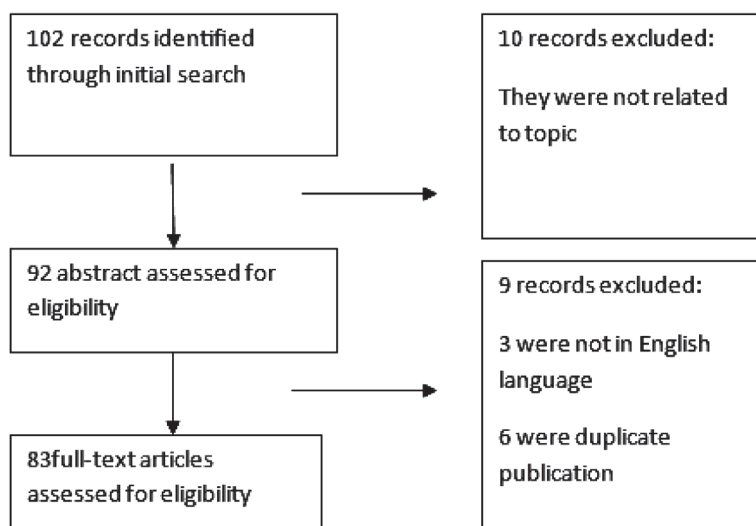 102 records identified
through initial search
10 records excluded:
They were not related
to topic
92 abstract assessed for
eligibility
9 records excluded:
3 were not in English
language
6 were duplicate
publication
83full-text articles
assessed for eligibility